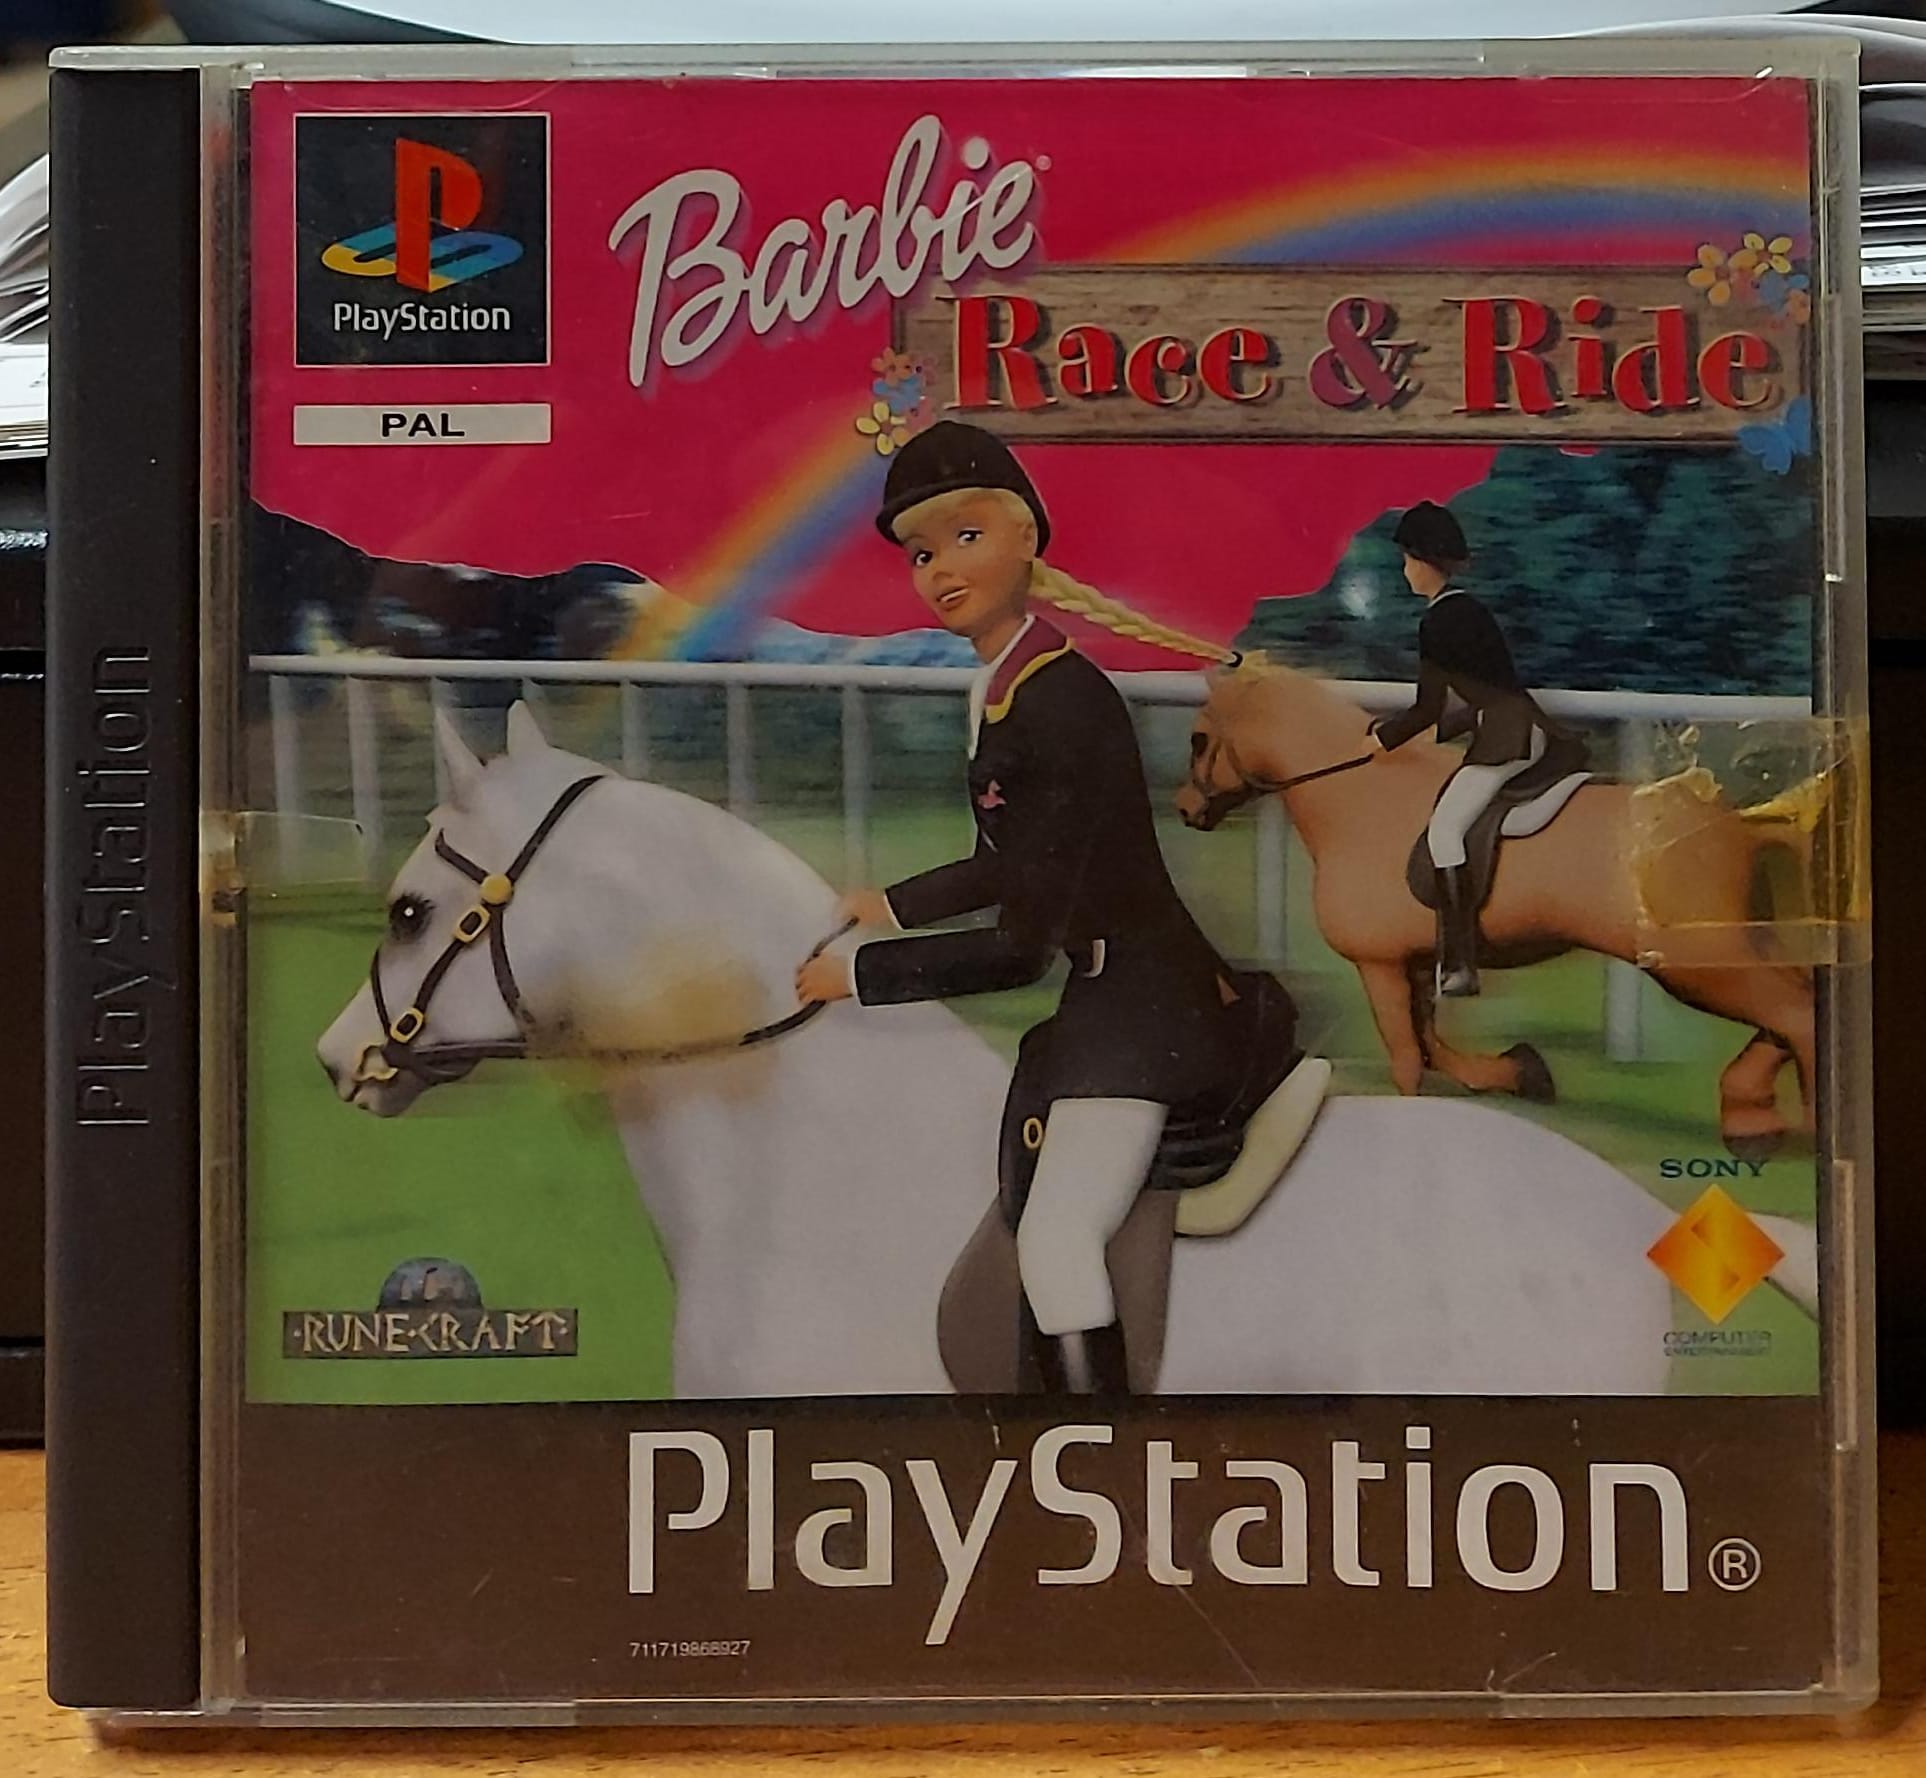 PlayStation
PlayStation
PAL
Barbie
Race & Ride
SONY
COMPUTER
ENTERTAINMENT
RUNECRAFT
PlayStation®
711719868927